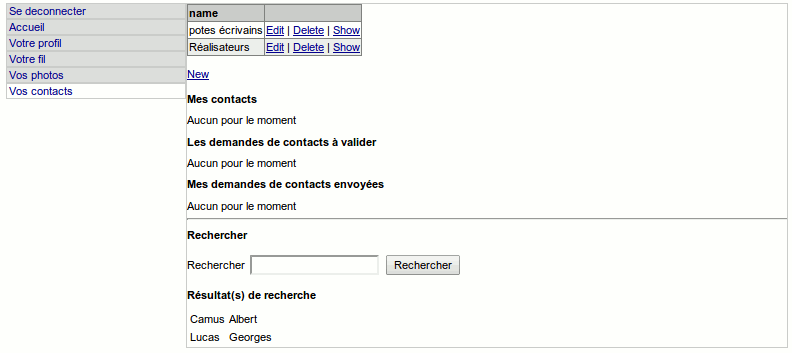 Se deconnecter
Accueil
Votre profil
Votre fil
Vos photos
Vos contacts
name
potes écrivains Edit | Delete | Show
Réalisateurs Edit | Delete | Show
New
Mes contacts
Aucun pour le moment
Les demandes de contacts à valider
Aucun pour le moment
Mes demandes de contacts envoyées
Aucun pour le moment
Rechercher
Rechercher Rechercher
Résultat(s) de recherche
Camus Albert
Lucas Georges